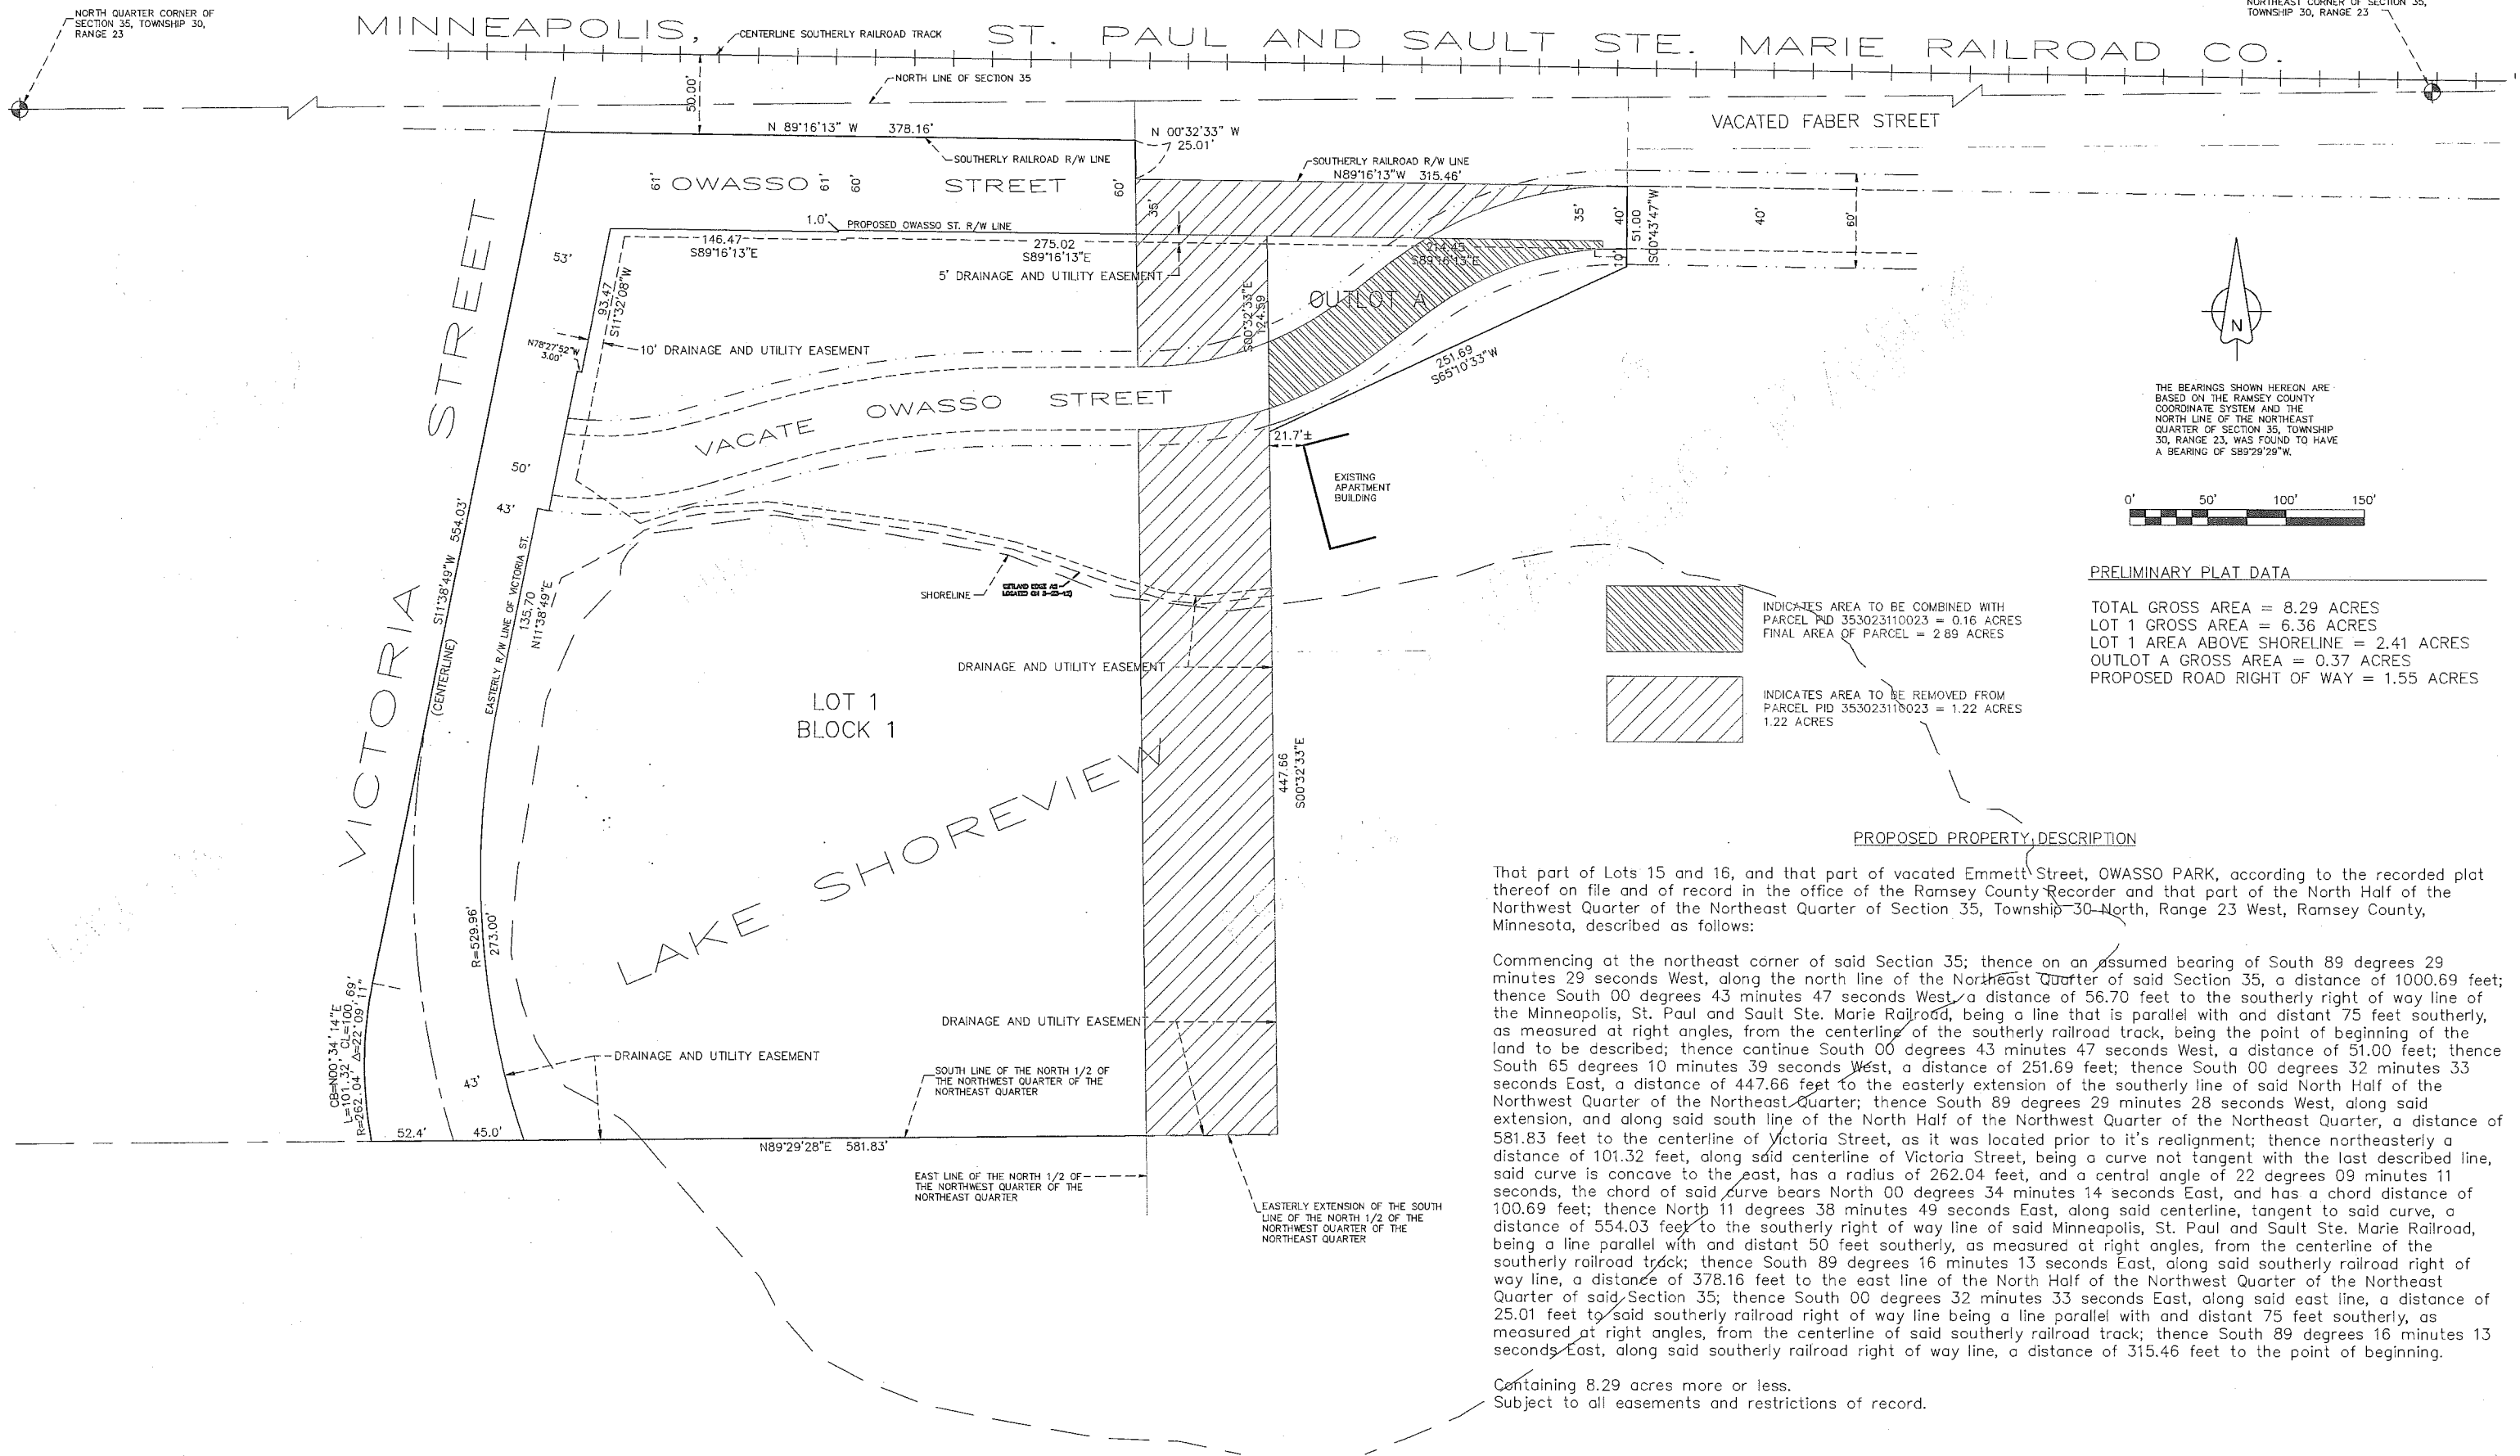 NORTH QUARTER CORNER OF
SECTION 35, TOWNSHIP 30,
RANGE 23
MINNEAPOLIS, ST. PAUL AND SAULT STE. MARIE RAILROAD CO.
CENTERLINE SOUTHERLY RAILROAD TRACK
NORTHEAST CORNER OF SECTION 35,
TOWNSHIP 30, RANGE 23
NORTH LINE OF SECTION 35
50.00'
N 89°16'13" W 378.16'
N 00°32'33" W
25.01'
VACATED FABER STREET
SOUTHERLY RAILROAD R/W LINE
SOUTHERLY RAILROAD R/W LINE
N89°16'13"W 315.46'
61' OWASSO 61' 60' STREET 60'
35'
35'
40'
51.00
S00°43'47"W
40'
60'
10'
1.0'
PROPOSED OWASSO ST. R/W LINE
146.47
S89°16'13"E
275.02
S89°16'13"E
214.45
S89°16'13"E
5' DRAINAGE AND UTILITY EASEMENT
53'
93.47
S11°32'08"W
N78°27'52"W
3.00'
10' DRAINAGE AND UTILITY EASEMENT
S00°32'33"E
124.59
OUTLOT A
251.69
S65°10'33"W
VACATE OWASSO STREET
21.7'±
EXISTING
APARTMENT
BUILDING
N
THE BEARINGS SHOWN HEREON ARE
BASED ON THE RAMSEY COUNTY
COORDINATE SYSTEM AND THE
NORTH LINE OF THE NORTHEAST
QUARTER OF SECTION 35, TOWNSHIP
30, RANGE 23, WAS FOUND TO HAVE
A BEARING OF S89°29'29"W.
0' 50' 100' 150'
50'
43'
VICTORIA STREET
S11°38'49"W 554.03'
(CENTERLINE)
EASTERLY R/W LINE OF VICTORIA ST.
135.70
N11°38'49"E
SHORELINE
WETLAND EDGE AS
DRAINAGE AND UTILITY EASEMENT
INDICATES AREA TO BE COMBINED WITH
PARCEL PID 353023110023 = 0.16 ACRES
FINAL AREA OF PARCEL = 2.89 ACRES
INDICATES AREA TO BE REMOVED FROM
PARCEL PID 353023110023 = 1.22 ACRES
1.22 ACRES
PRELIMINARY PLAT DATA
TOTAL GROSS AREA = 8.29 ACRES
LOT 1 GROSS AREA = 6.36 ACRES
LOT 1 AREA ABOVE SHORELINE = 2.41 ACRES
OUTLOT A GROSS AREA = 0.37 ACRES
PROPOSED ROAD RIGHT OF WAY = 1.55 ACRES
LOT 1
BLOCK 1
LAKE SHOREVIEW
447.66
S00°32'33"E
R=529.96'
273.00'
CB=N00°34'14"E
L=101.32' CL=100.69'
R=262.04' Δ=22°09'11"
DRAINAGE AND UTILITY EASEMENT
DRAINAGE AND UTILITY EASEMENT
43'
SOUTH LINE OF THE NORTH 1/2 OF
THE NORTHWEST QUARTER OF THE
NORTHEAST QUARTER
52.4' 45.0'
N89°29'28"E 581.83'
EAST LINE OF THE NORTH 1/2 OF
THE NORTHWEST QUARTER OF THE
NORTHEAST QUARTER
EASTERLY EXTENSION OF THE SOUTH
LINE OF THE NORTH 1/2 OF THE
NORTHWEST QUARTER OF THE
NORTHEAST QUARTER
PROPOSED PROPERTY DESCRIPTION
That part of Lots 15 and 16, and that part of vacated Emmett Street, OWASSO PARK, according to the recorded plat
thereof on file and of record in the office of the Ramsey County Recorder and that part of the North Half of the
Northwest Quarter of the Northeast Quarter of Section 35, Township 30 North, Range 23 West, Ramsey County,
Minnesota, described as follows:
Commencing at the northeast corner of said Section 35; thence on an assumed bearing of South 89 degrees 29
minutes 29 seconds West, along the north line of the Northeast Quarter of said Section 35, a distance of 1000.69 feet;
thence South 00 degrees 43 minutes 47 seconds West, a distance of 56.70 feet to the southerly right of way line of
the Minneapolis, St. Paul and Sault Ste. Marie Railroad, being a line that is parallel with and distant 75 feet southerly,
as measured at right angles, from the centerline of the southerly railroad track, being the point of beginning of the
land to be described; thence continue South 00 degrees 43 minutes 47 seconds West, a distance of 51.00 feet; thence
South 65 degrees 10 minutes 39 seconds West, a distance of 251.69 feet; thence South 00 degrees 32 minutes 33
seconds East, a distance of 447.66 feet to the easterly extension of the southerly line of said North Half of the
Northwest Quarter of the Northeast Quarter; thence South 89 degrees 29 minutes 28 seconds West, along said
extension, and along said south line of the North Half of the Northwest Quarter of the Northeast Quarter, a distance of
581.83 feet to the centerline of Victoria Street, as it was located prior to it's realignment; thence northeasterly a
distance of 101.32 feet, along said centerline of Victoria Street, being a curve not tangent with the last described line,
said curve is concave to the east, has a radius of 262.04 feet, and a central angle of 22 degrees 09 minutes 11
seconds, the chord of said curve bears North 00 degrees 34 minutes 14 seconds East, and has a chord distance of
100.69 feet; thence North 11 degrees 38 minutes 49 seconds East, along said centerline, tangent to said curve, a
distance of 554.03 feet to the southerly right of way line of said Minneapolis, St. Paul and Sault Ste. Marie Railroad,
being a line parallel with and distant 50 feet southerly, as measured at right angles, from the centerline of the
southerly railroad track; thence South 89 degrees 16 minutes 13 seconds East, along said southerly railroad right of
way line, a distance of 378.16 feet to the east line of the North Half of the Northwest Quarter of the Northeast
Quarter of said Section 35; thence South 00 degrees 32 minutes 33 seconds East, along said east line, a distance of
25.01 feet to said southerly railroad right of way line being a line parallel with and distant 75 feet southerly, as
measured at right angles, from the centerline of said southerly railroad track; thence South 89 degrees 16 minutes 13
seconds East, along said southerly railroad right of way line, a distance of 315.46 feet to the point of beginning.
Containing 8.29 acres more or less.
Subject to all easements and restrictions of record.